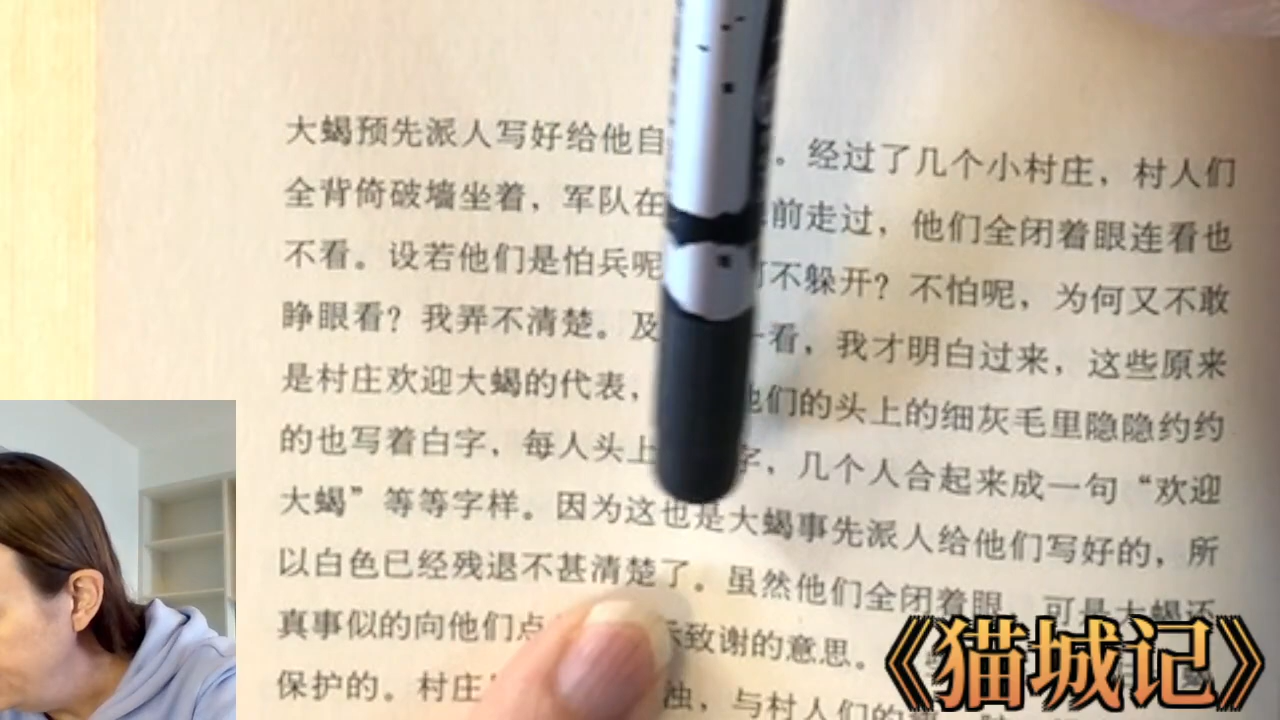 大蝎预先派人写好给他自 。经过了几个小村庄，村人们
全背倚破墙坐着，军队在 前走过，他们全闭着眼连看也
不看。设若他们是怕兵呢 不躲开？不怕呢，为何又不敢
睁眼看？我弄不清楚。及 看，我才明白过来，这些原来
是村庄欢迎大蝎的代表， 他们的头上的细灰毛里隐隐约约
的也写着白字，每人头上 字，几个人合起来成一句“欢迎
大蝎”等等字样。因为这也是大蝎事先派人给他们写好的，所
以白色已经残退不甚清楚了。虽然他们全闭着眼，可是大蝎还
真事似的向他们点 示致谢的意思。
保护的。村庄 浊，与村人们的
《猫城记》